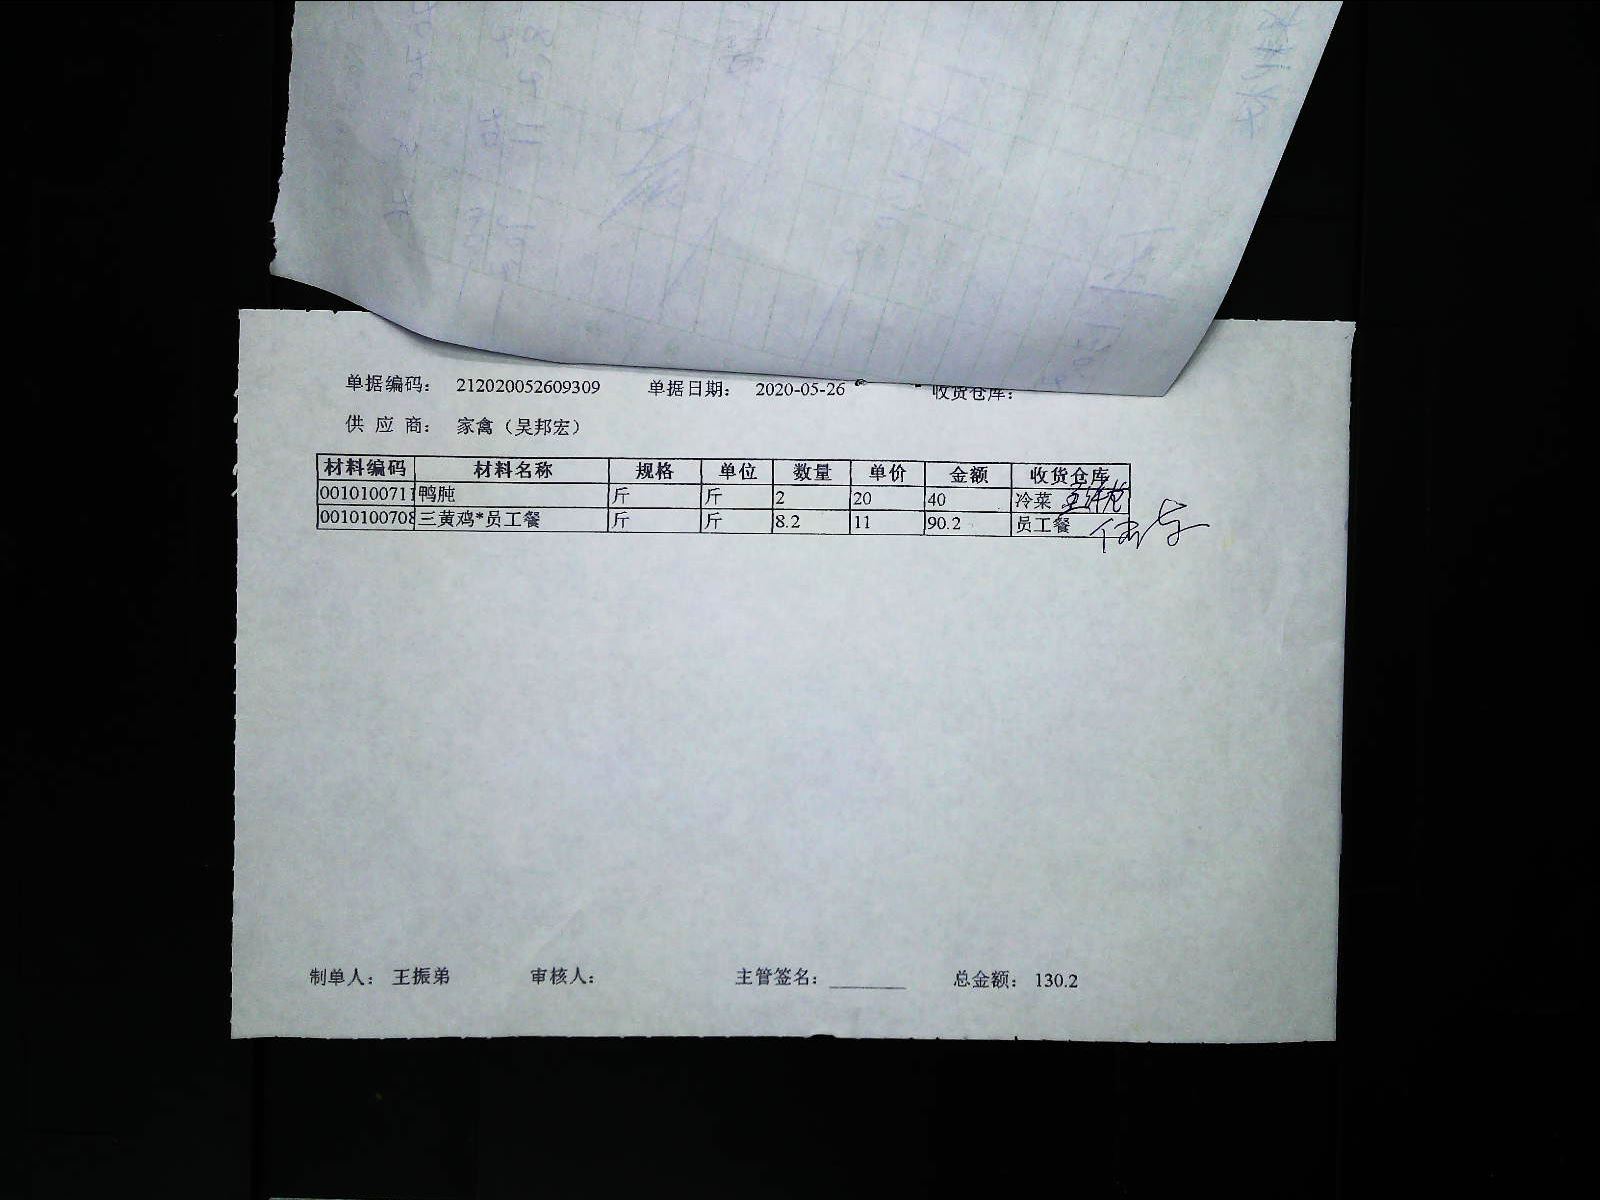 单据编码： 212020052609309 单据日期： 2020-05-26 收货仓库：
供 应 商： 家禽（吴邦宏）
材料编码 材料名称 规格 单位 数量 单价 金额 收货仓库
0010100711 鸭肫 斤 斤 2 20 40 冷菜
0010100708 三黄鸡*员工餐 斤 斤 8.2 11 90.2 员工餐
制单人： 王振弟 审核人： 主管签名： 总金额： 130.2